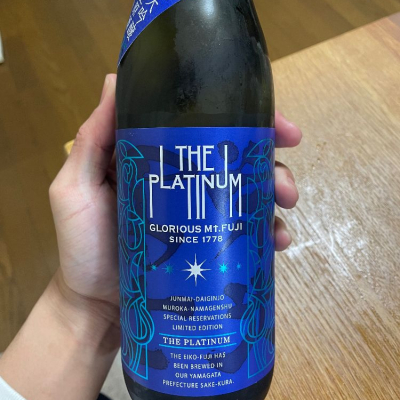 THE
PLATINUM
GLORIOUS Mt.FUJI
SINCE 1778
JUNMAI-DAIGINJO
MUROKA-NAMAGENSHU
SPECIAL RESERVATIONS
LIMITED EDITION
THE PLATINUM
THE EIKO-FUJI HAS
BEEN BREWED IN
OUR YAMAGATA
PREFECTURE SAKE-KURA.